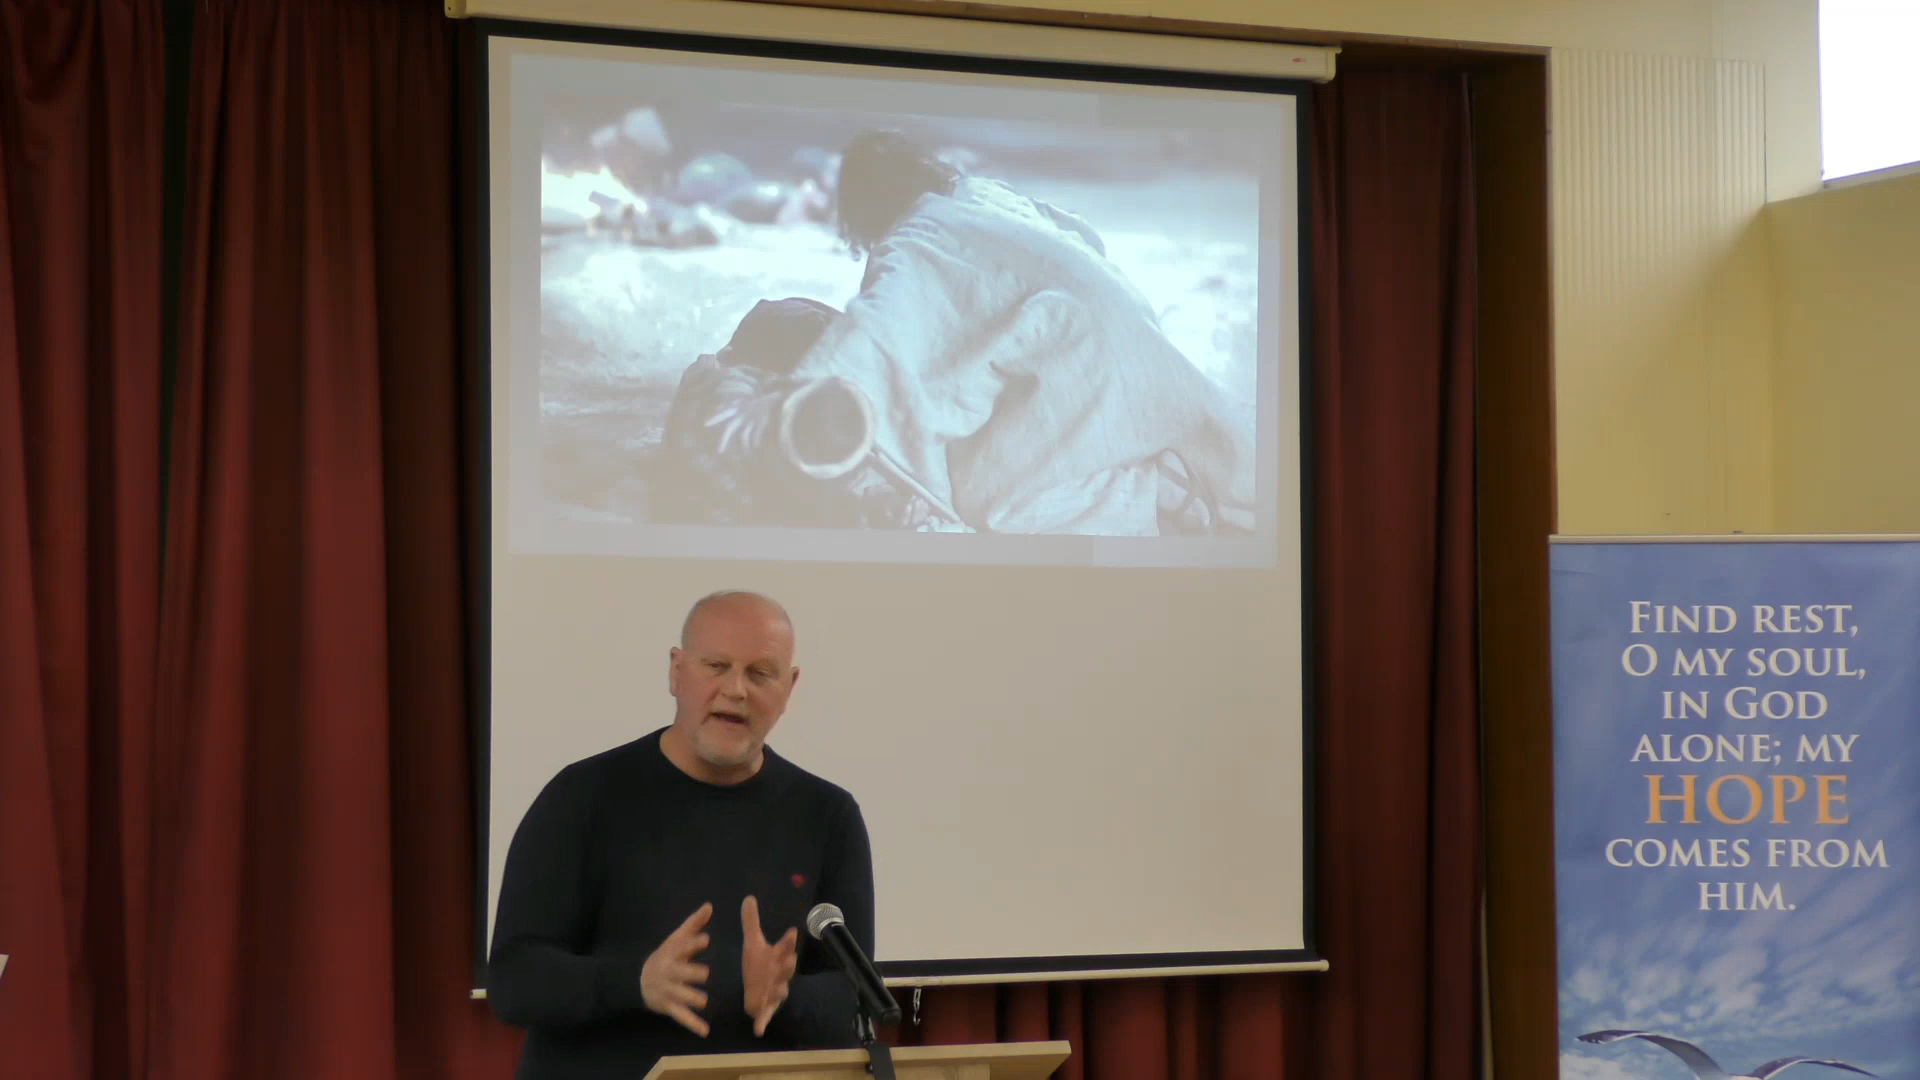 FIND REST,
O MY SOUL,
IN GOD
ALONE; MY
HOPE
COMES FROM
HIM.